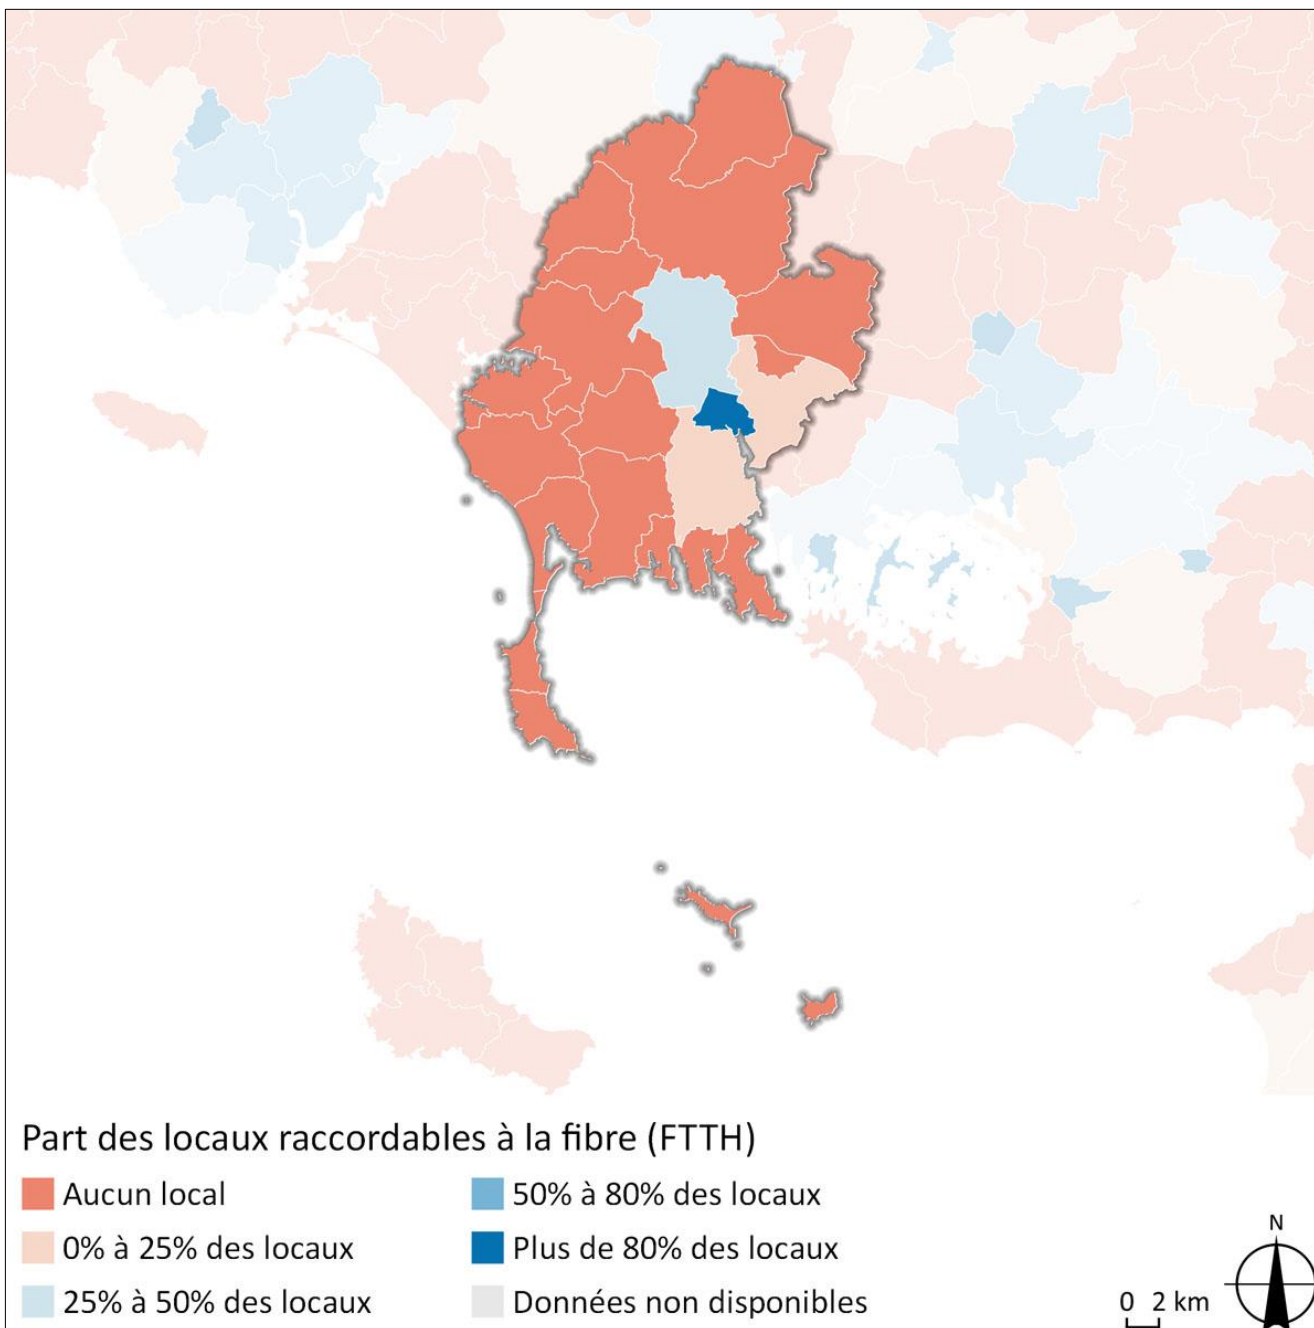 Part des locaux raccordables à la fibre (FTTH)
Aucun local
0% à 25% des locaux
25% à 50% des locaux
50% à 80% des locaux
Plus de 80% des locaux
Données non disponibles
0 2 km
N